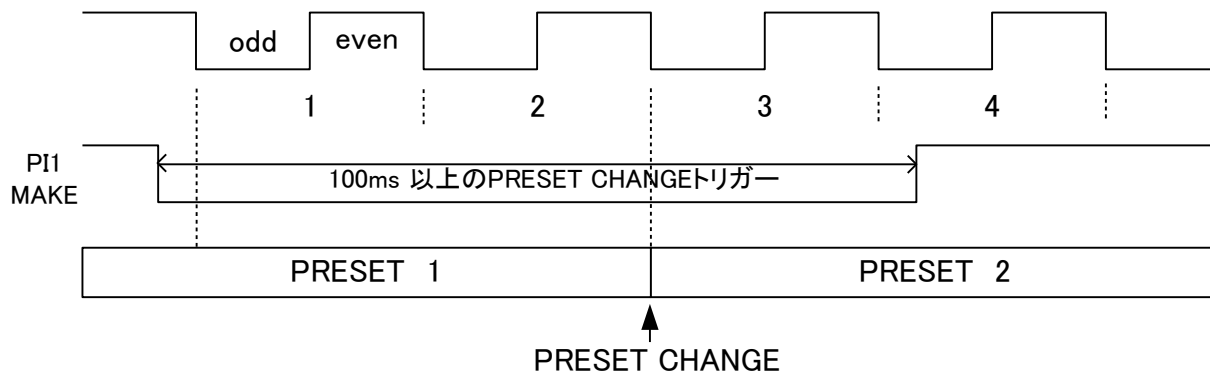 odd even
1 2 3 4
PI1
MAKE
100ms 以上のPRESET CHANGEトリガー
PRESET 1 PRESET 2
PRESET CHANGE